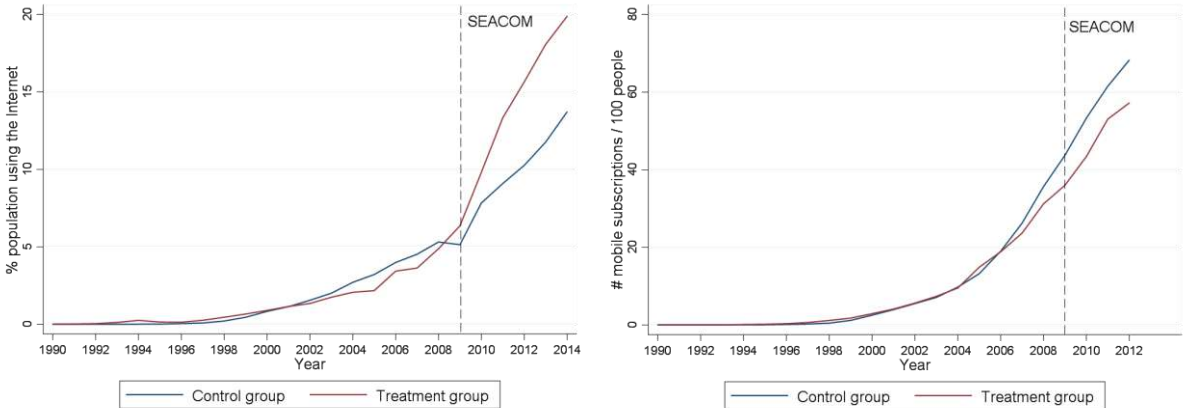 % population using the Internet
20
15
10
5
0
SEACOM
1990 1992 1994 1996 1998 2000 2002 2004 2006 2008 2010 2012 2014
Year
Control group Treatment group
# mobile subscriptions / 100 people
80
60
40
20
0
SEACOM
1990 1992 1994 1996 1998 2000 2002 2004 2006 2008 2010 2012
Year
Control group Treatment group